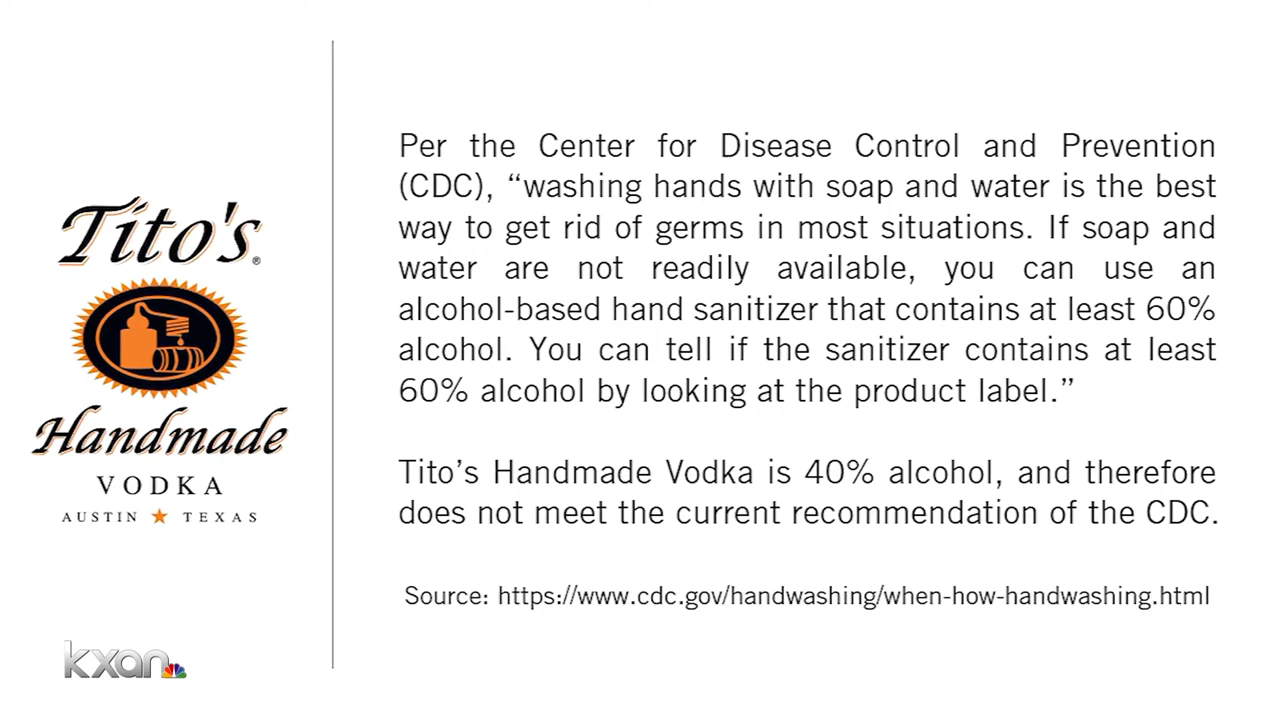 Tito's®
Handmade
VODKA
AUSTIN ★ TEXAS
Per the Center for Disease Control and Prevention
(CDC), “washing hands with soap and water is the best
way to get rid of germs in most situations. If soap and
water are not readily available, you can use an
alcohol-based hand sanitizer that contains at least 60%
alcohol. You can tell if the sanitizer contains at least
60% alcohol by looking at the product label.”
Tito’s Handmade Vodka is 40% alcohol, and therefore
does not meet the current recommendation of the CDC.
Source: https://www.cdc.gov/handwashing/when-how-handwashing.html
kxan